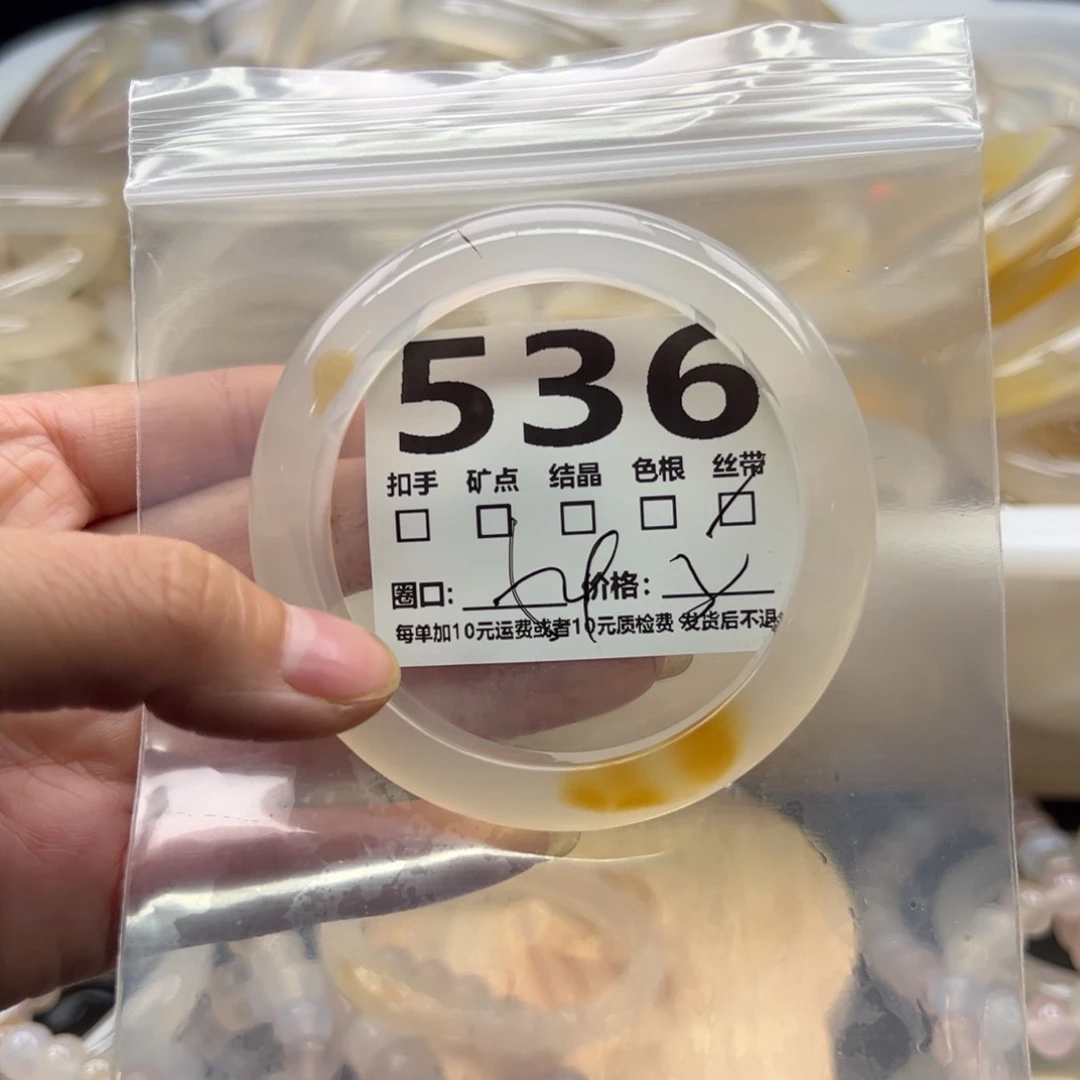 536
扣手 矿点 结晶 色根 丝带
圈口: 价格:
每单加10元运费或者10元质检费 发货后不退